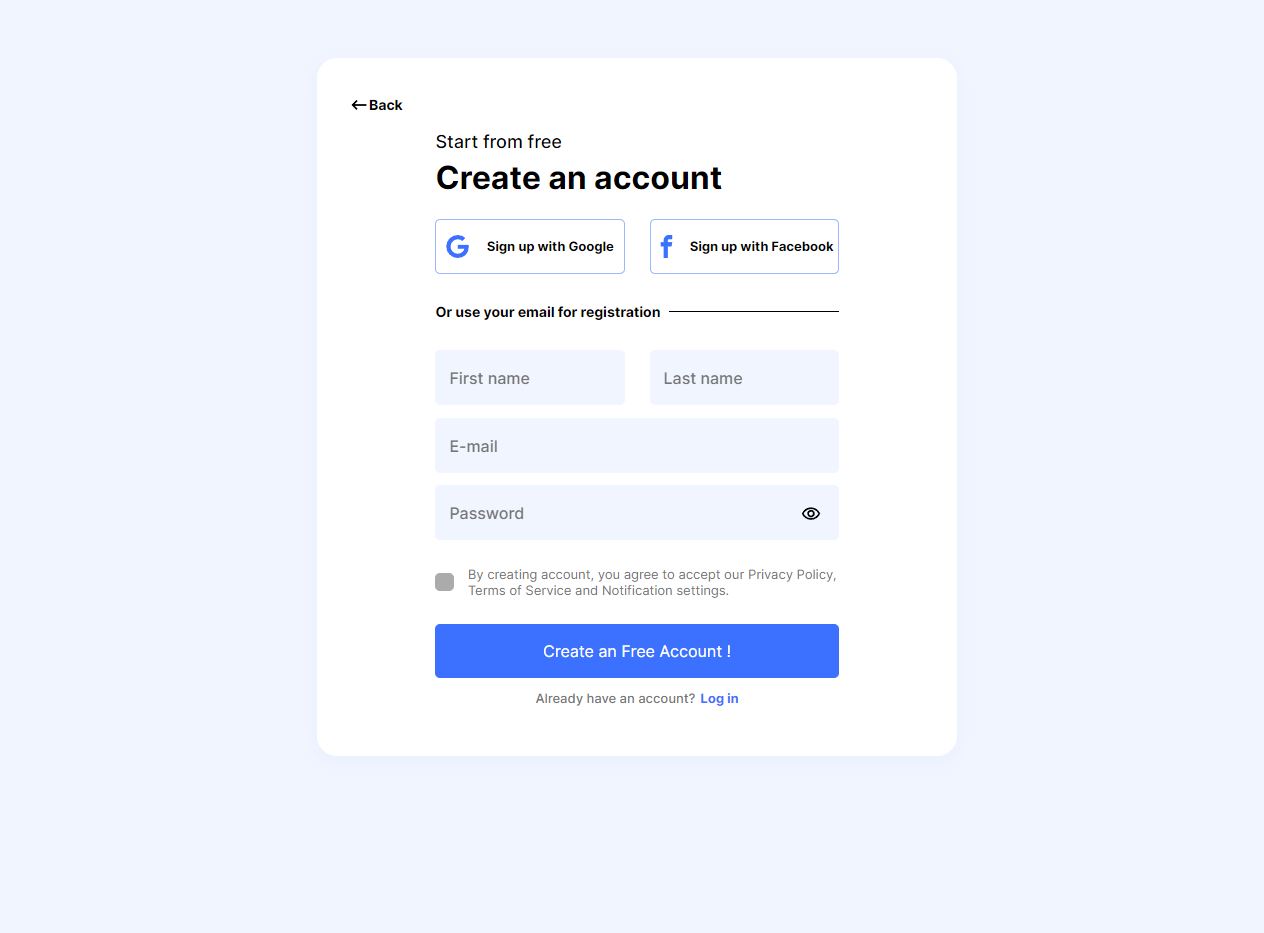 Back
Start from free
Create an account
Sign up with Google
Sign up with Facebook
Or use your email for registration
First name
Last name
E-mail
Password
By creating account, you agree to accept our Privacy Policy,
Terms of Service and Notification settings.
Create an Free Account !
Already have an account? Log in